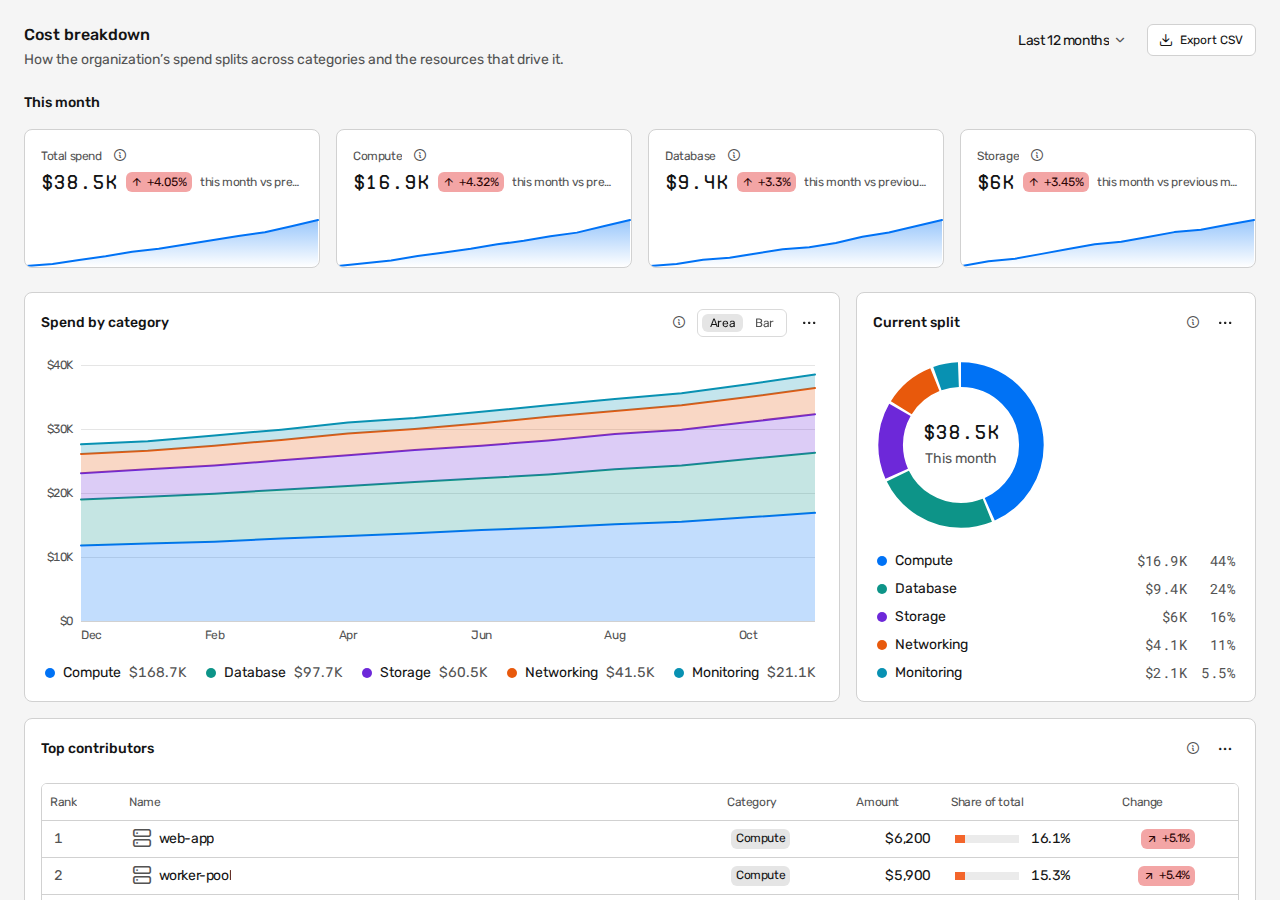 Cost breakdown
How the organization’s spend splits across categories and the resources that drive it.
Last 12 months
Export CSV
This month
Total spend
$38.5K +4.05% this month vs pre...
Compute
$16.9K +4.32% this month vs pre...
Database
$9.4K +3.3% this month vs previou...
Storage
$6K +3.45% this month vs previous m...
Spend by category
Area Bar
$40K
$30K
$20K
$10K
$0
Dec Feb Apr Jun Aug Oct
Compute $168.7K Database $97.7K Storage $60.5K Networking $41.5K Monitoring $21.1K
Current split
$38.5K
This month
Compute $16.9K 44%
Database $9.4K 24%
Storage $6K 16%
Networking $4.1K 11%
Monitoring $2.1K 5.5%
Top contributors
Rank Name Category Amount Share of total Change
1 web-app Compute $6,200 16.1% +5.1%
2 worker-pool Compute $5,900 15.3% +5.4%